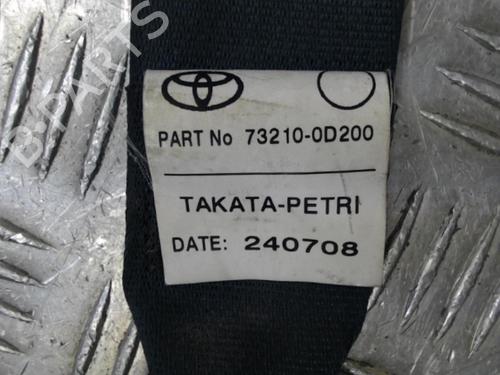 B-PARTS
PART No 73210-0D200
TAKATA-PETRI
DATE: 240708